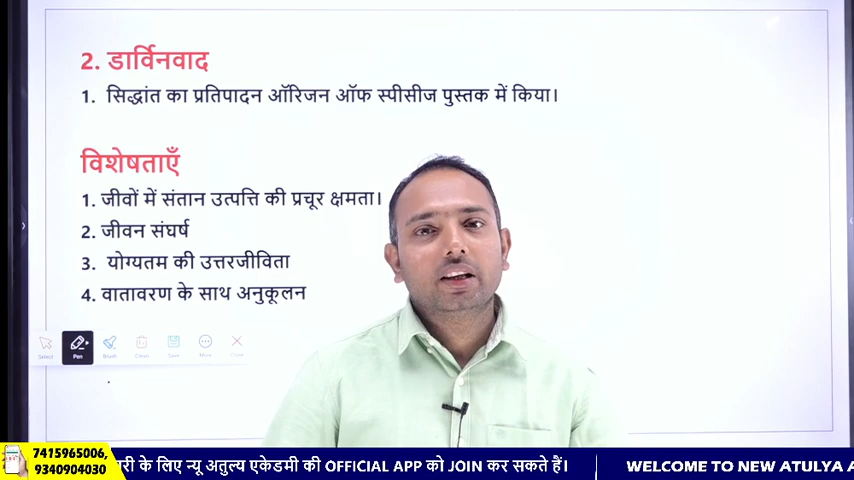 2. डार्विनवाद
1. सिद्धांत का प्रतिपादन ऑरिजन ऑफ स्पीसीज पुस्तक में किया।
विशेषताएँ
1. जीवों में संतान उत्पत्ति की प्रचूर क्षमता।
2. जीवन संघर्ष
3. योग्यतम की उत्तरजीविता
4. वातावरण के साथ अनुकूलन
Select Pen Clean Save More Close
7415965006,
9340904030
के लिए न्यू अतुल्य एकेडमी की OFFICIAL APP को JOIN कर सकते हैं।
WELCOME TO NEW ATULYA